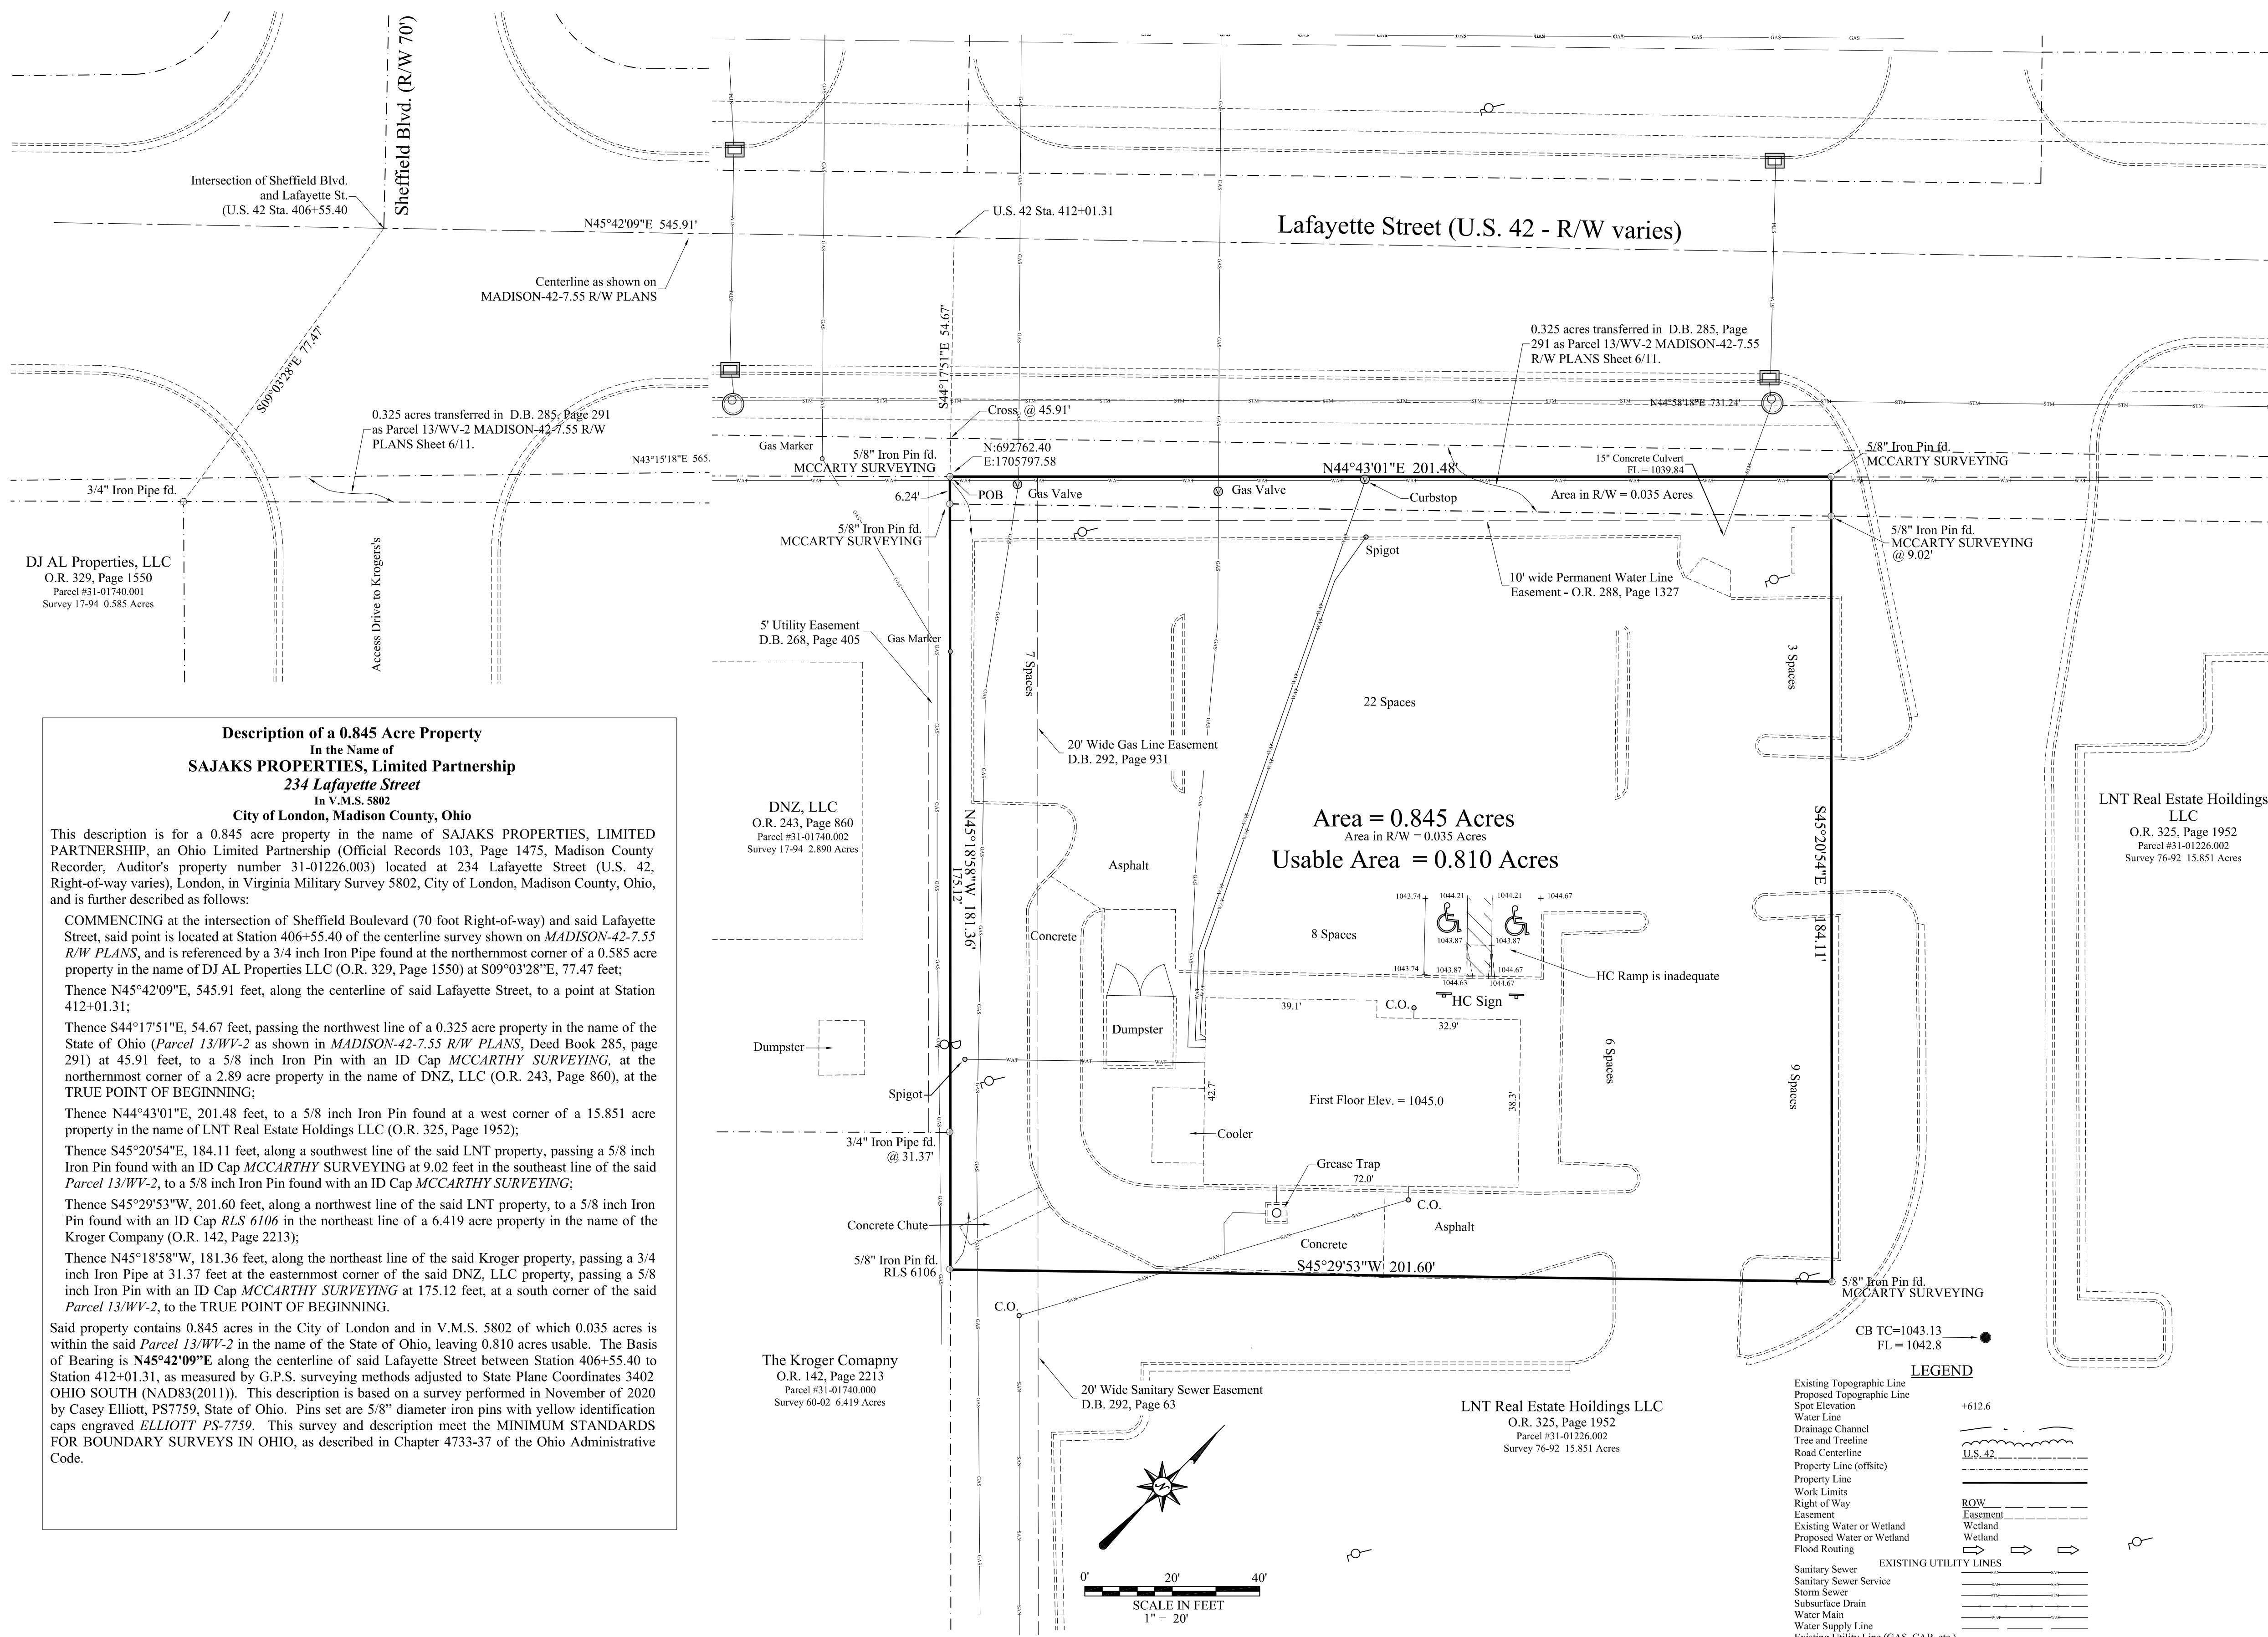 Sheffield Blvd. (R/W 70')
Intersection of Sheffield Blvd.
and Lafayette St.
(U.S. 42 Sta. 406+55.40
N45°42'09"E 545.91'
Centerline as shown on
MADISON-42-7.55 R/W PLANS
S09°03'28"E 77.47'
0.325 acres transferred in D.B. 285, Page 291
as Parcel 13/WV-2 MADISON-42-7.55 R/W
PLANS Sheet 6/11.
N43°15'18"E 565.
3/4" Iron Pipe fd.
DJ AL Properties, LLC
O.R. 329, Page 1550
Parcel #31-01740.001
Survey 17-94 0.585 Acres
Access Drive to Krogers's
Description of a 0.845 Acre Property
In the Name of
SAJAKS PROPERTIES, Limited Partnership
234 Lafayette Street
In V.M.S. 5802
City of London, Madison County, Ohio
This description is for a 0.845 acre property in the name of SAJAKS PROPERTIES, LIMITED
PARTNERSHIP, an Ohio Limited Partnership (Official Records 103, Page 1475, Madison County
Recorder, Auditor's property number 31-01226.003) located at 234 Lafayette Street (U.S. 42,
Right-of-way varies), London, in Virginia Military Survey 5802, City of London, Madison County, Ohio,
and is further described as follows:
COMMENCING at the intersection of Sheffield Boulevard (70 foot Right-of-way) and said Lafayette
Street, said point is located at Station 406+55.40 of the centerline survey shown on MADISON-42-7.55
R/W PLANS, and is referenced by a 3/4 inch Iron Pipe found at the northernmost corner of a 0.585 acre
property in the name of DJ AL Properties LLC (O.R. 329, Page 1550) at S09°03'28”E, 77.47 feet;
Thence N45°42'09"E, 545.91 feet, along the centerline of said Lafayette Street, to a point at Station
412+01.31;
Thence S44°17'51"E, 54.67 feet, passing the northwest line of a 0.325 acre property in the name of the
State of Ohio (Parcel 13/WV-2 as shown in MADISON-42-7.55 R/W PLANS, Deed Book 285, page
291) at 45.91 feet, to a 5/8 inch Iron Pin with an ID Cap MCCARTHY SURVEYING, at the
northernmost corner of a 2.89 acre property in the name of DNZ, LLC (O.R. 243, Page 860), at the
TRUE POINT OF BEGINNING;
Thence N44°43'01"E, 201.48 feet, to a 5/8 inch Iron Pin found at a west corner of a 15.851 acre
property in the name of LNT Real Estate Holdings LLC (O.R. 325, Page 1952);
Thence S45°20'54"E, 184.11 feet, along a southwest line of the said LNT property, passing a 5/8 inch
Iron Pin found with an ID Cap MCCARTHY SURVEYING at 9.02 feet in the southeast line of the said
Parcel 13/WV-2, to a 5/8 inch Iron Pin found with an ID Cap MCCARTHY SURVEYING;
Thence S45°29'53"W, 201.60 feet, along a northwest line of the said LNT property, to a 5/8 inch Iron
Pin found with an ID Cap RLS 6106 in the northeast line of a 6.419 acre property in the name of the
Kroger Company (O.R. 142, Page 2213);
Thence N45°18'58"W, 181.36 feet, along the northeast line of the said Kroger property, passing a 3/4
inch Iron Pipe at 31.37 feet at the easternmost corner of the said DNZ, LLC property, passing a 5/8
inch Iron Pin with an ID Cap MCCARTHY SURVEYING at 175.12 feet, at a south corner of the said
Parcel 13/WV-2, to the TRUE POINT OF BEGINNING.
Said property contains 0.845 acres in the City of London and in V.M.S. 5802 of which 0.035 acres is
within the said Parcel 13/WV-2 in the name of the State of Ohio, leaving 0.810 acres usable. The Basis
of Bearing is N45°42'09”E along the centerline of said Lafayette Street between Station 406+55.40 to
Station 412+01.31, as measured by G.P.S. surveying methods adjusted to State Plane Coordinates 3402
OHIO SOUTH (NAD83(2011)). This description is based on a survey performed in November of 2020
by Casey Elliott, PS7759, State of Ohio. Pins set are 5/8” diameter iron pins with yellow identification
caps engraved ELLIOTT PS-7759. This survey and description meet the MINIMUM STANDARDS
FOR BOUNDARY SURVEYS IN OHIO, as described in Chapter 4733-37 of the Ohio Administrative
Code.
U.S. 42 Sta. 412+01.31
Lafayette Street (U.S. 42 - R/W varies)
S44°17'51"E 54.67'
0.325 acres transferred in D.B. 285, Page
291 as Parcel 13/WV-2 MADISON-42-7.55
R/W PLANS Sheet 6/11.
N44°58'18"E 731.24'
Cross @ 45.91'
Gas Marker
5/8" Iron Pin fd.
MCCARTY SURVEYING
N:692762.40
E:1705797.58
N44°43'01"E 201.48'
15" Concrete Culvert
FL = 1039.84
5/8" Iron Pin fd.
MCCARTY SURVEYING
6.24'
POB
Gas Valve
Gas Valve
Curbstop
Area in R/W = 0.035 Acres
5/8" Iron Pin fd.
MCCARTY SURVEYING
5/8" Iron Pin fd.
MCCARTY SURVEYING
@ 9.02'
Spigot
10' wide Permanent Water Line
Easement - O.R. 288, Page 1327
5' Utility Easement
D.B. 268, Page 405
Gas Marker
7 Spaces
22 Spaces
3 Spaces
20' Wide Gas Line Easement
D.B. 292, Page 931
DNZ, LLC
O.R. 243, Page 860
Parcel #31-01740.002
Survey 17-94 2.890 Acres
N45°18'58"W 181.36'
175.12'
Area = 0.845 Acres
Area in R/W = 0.035 Acres
Usable Area = 0.810 Acres
S45°20'54"E 184.11'
LNT Real Estate Hoildings
LLC
O.R. 325, Page 1952
Parcel #31-01226.002
Survey 76-92 15.851 Acres
Asphalt
Concrete
8 Spaces
1043.74
1044.21
1044.21
1044.67
1043.87
1043.87
1043.74
1043.87
1044.67
1044.63
1044.67
HC Ramp is inadequate
HC Sign
C.O.
39.1'
32.9'
Dumpster
Dumpster
Spigot
42.7'
38.3'
First Floor Elev. = 1045.0
6 Spaces
9 Spaces
Cooler
3/4" Iron Pipe fd.
@ 31.37'
Grease Trap
72.0'
C.O.
Concrete Chute
Asphalt
Concrete
5/8" Iron Pin fd.
RLS 6106
S45°29'53"W 201.60'
5/8" Iron Pin fd.
MCCARTY SURVEYING
C.O.
CB TC=1043.13
FL = 1042.8
The Kroger Comapny
O.R. 142, Page 2213
Parcel #31-01740.000
Survey 60-02 6.419 Acres
20' Wide Sanitary Sewer Easement
D.B. 292, Page 63
LNT Real Estate Hoildings LLC
O.R. 325, Page 1952
Parcel #31-01226.002
Survey 76-92 15.851 Acres
N
0' 20' 40'
SCALE IN FEET
1" = 20'
LEGEND
Existing Topographic Line
Proposed Topographic Line
Spot Elevation +612.6
Water Line
Drainage Channel
Tree and Treeline
Road Centerline U.S. 42
Property Line (offsite)
Property Line
Work Limits
Right of Way ROW
Easement Easement
Existing Water or Wetland Wetland
Proposed Water or Wetland Wetland
Flood Routing
EXISTING UTILITY LINES
Sanitary Sewer
Sanitary Sewer Service
Storm Sewer
Subsurface Drain
Water Main
Water Supply Line